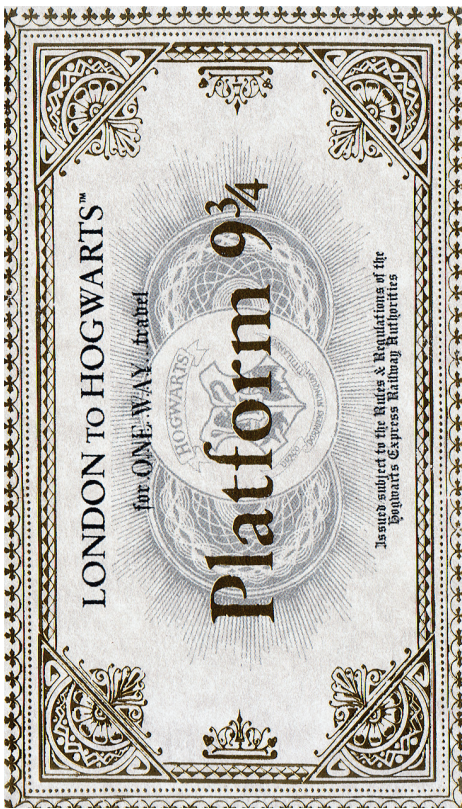 LONDON TO HOGWARTS™
for ONE WAY travel
HOGWARTS
Platform 9¾
Issued subject to the Rules & Regulations of the
Hogwarts Express Railway Authorities